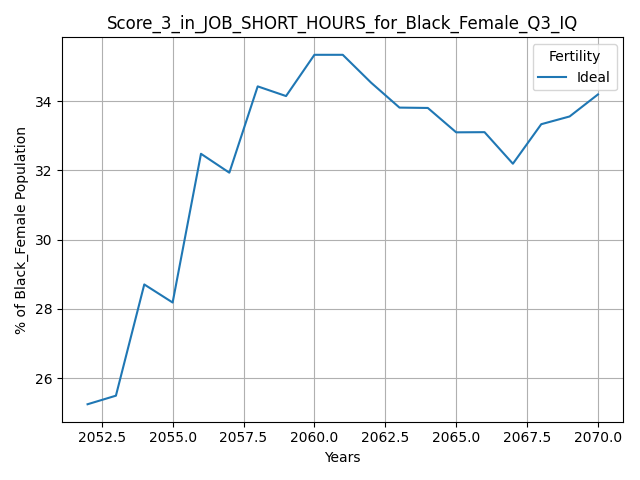 Score_3_in_JOB_SHORT_HOURS_for_Black_Female_Q3_IQ
Fertility
Ideal
% of Black_Female Population
34
32
30
28
26
2052.5 2055.0 2057.5 2060.0 2062.5 2065.0 2067.5 2070.0
Years